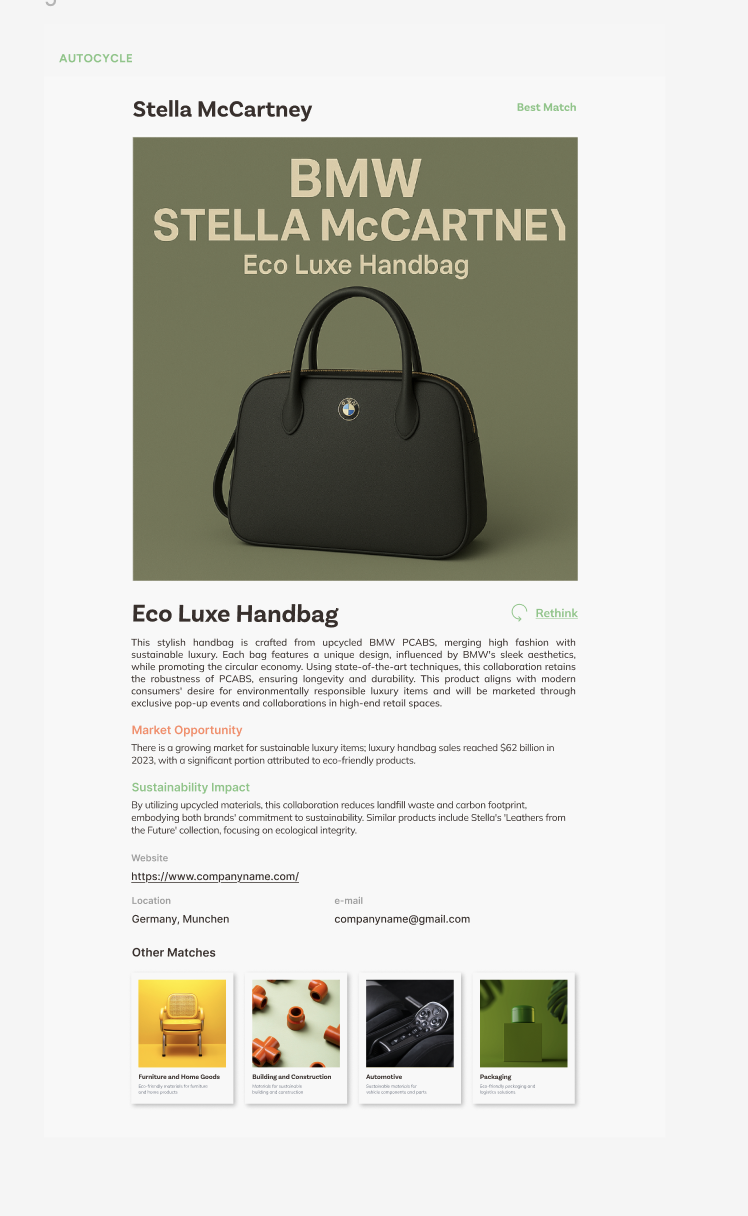 AUTOCYCLE
Stella McCartney
Best Match
BMW
STELLA McCARTNEY
Eco Luxe Handbag
BMW
Eco Luxe Handbag
Rethink
This stylish handbag is crafted from upcycled BMW PCABS, merging high fashion with
sustainable luxury. Each bag features a unique design, influenced by BMW's sleek aesthetics,
while promoting the circular economy. Using state-of-the-art techniques, this collaboration retains
the robustness of PCABS, ensuring longevity and durability. This product aligns with modern
consumers' desire for environmentally responsible luxury items and will be marketed through
exclusive pop-up events and collaborations in high-end retail spaces.
Market Opportunity
There is a growing market for sustainable luxury items; luxury handbag sales reached $62 billion in
2023, with a significant portion attributed to eco-friendly products.
Sustainability Impact
By utilizing upcycled materials, this collaboration reduces landfill waste and carbon footprint,
embodying both brands' commitment to sustainability. Similar products include Stella's 'Leathers from
the Future' collection, focusing on ecological integrity.
Website
https://www.companyname.com/
Location
e-mail
Germany, Munchen
companyname@gmail.com
Other Matches
Furniture and Home Goods
Eco-friendly materials for furniture
and home products
Building and Construction
Materials for sustainable
building and construction
Automotive
Sustainable materials for
vehicle components and parts
Packaging
Eco-friendly packaging and
logistics solutions